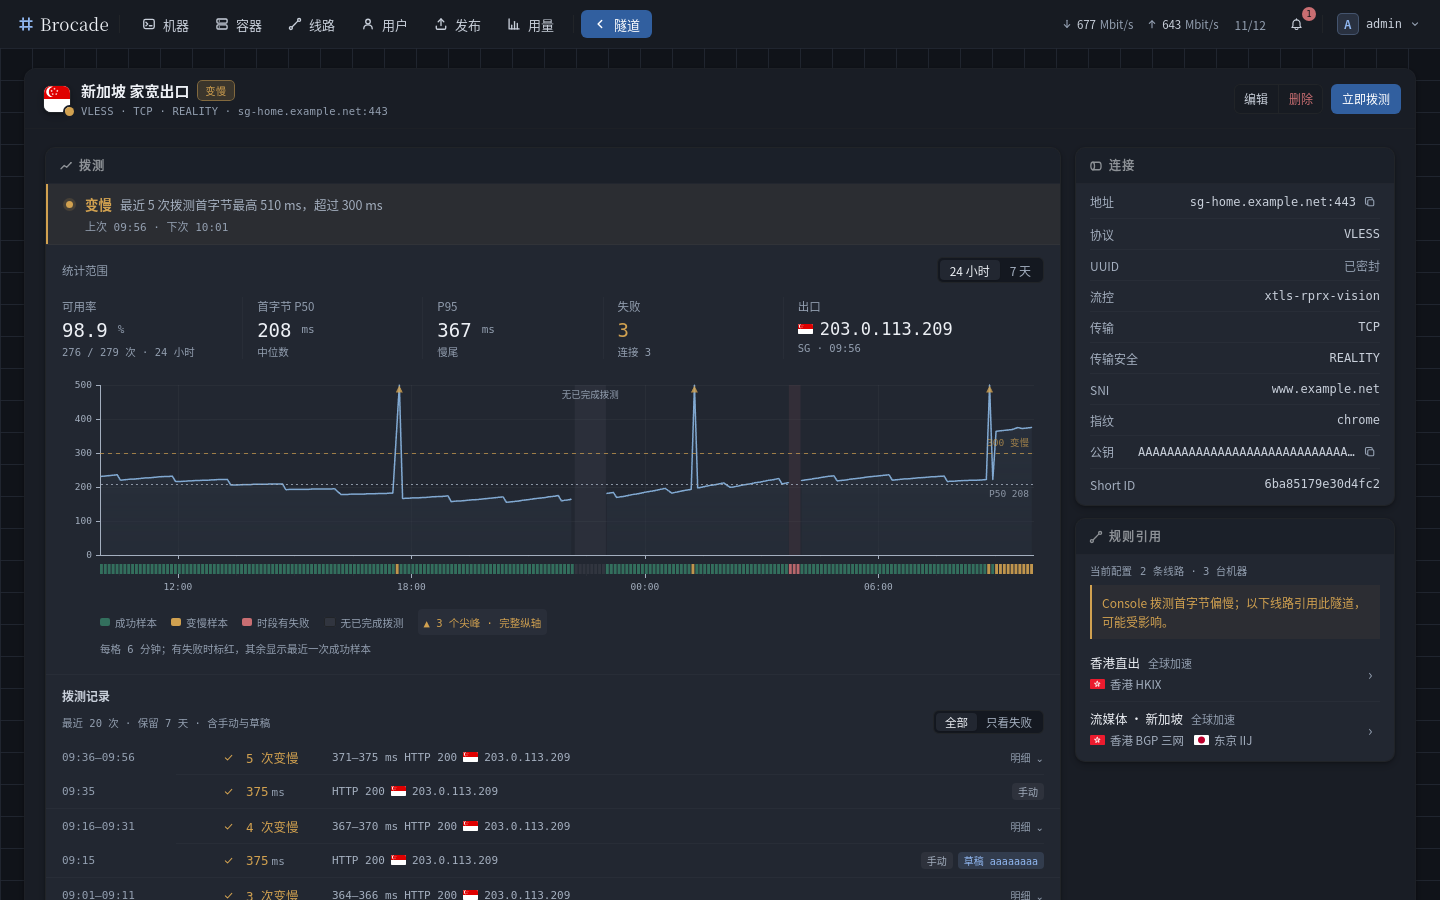 Brocade
机器
容器
线路
用户
发布
用量
隧道
677 Mbit/s
643 Mbit/s
11/12
1
A
admin
新加坡 家宽出口 变慢
VLESS · TCP · REALITY · sg-home.example.net:443
编辑
删除
立即拨测
拨测
变慢 最近 5 次拨测首字节最高 510 ms，超过 300 ms
上次 09:56 · 下次 10:01
统计范围
24 小时
7 天
可用率
98.9 %
276 / 279 次 · 24 小时
首字节 P50
208 ms
中位数
P95
367 ms
慢尾
失败
3
连接 3
出口
203.0.113.209
SG · 09:56
500
400
300
200
100
0
无已完成拨测
300 变慢
P50 208
12:00
18:00
00:00
06:00
成功样本
变慢样本
时段有失败
无已完成拨测
▲ 3 个尖峰 · 完整纵轴
每格 6 分钟；有失败时标红，其余显示最近一次成功样本
拨测记录
最近 20 次 · 保留 7 天 · 含手动与草稿
全部
只看失败
09:36–09:56 5 次变慢 371–375 ms HTTP 200 203.0.113.209 明细
09:35 375 ms HTTP 200 203.0.113.209 手动
09:16–09:31 4 次变慢 367–370 ms HTTP 200 203.0.113.209 明细
09:15 375 ms HTTP 200 203.0.113.209 手动 草稿 aaaaaaaa
09:01–09:11 3 次变慢 364–366 ms HTTP 200 203.0.113.209 明细
连接
地址 sg-home.example.net:443
协议 VLESS
UUID 已密封
流控 xtls-rprx-vision
传输 TCP
传输安全 REALITY
SNI www.example.net
指纹 chrome
公钥 AAAAAAAAAAAAAAAAAAAAAAAAAAAAA…
Short ID 6ba85179e30d4fc2
规则引用
当前配置 2 条线路 · 3 台机器
Console 拨测首字节偏慢；以下线路引用此隧道，
可能受影响。
香港直出 全球加速
香港 HKIX
流媒体 · 新加坡 全球加速
香港 BGP 三网 东京 IIJ